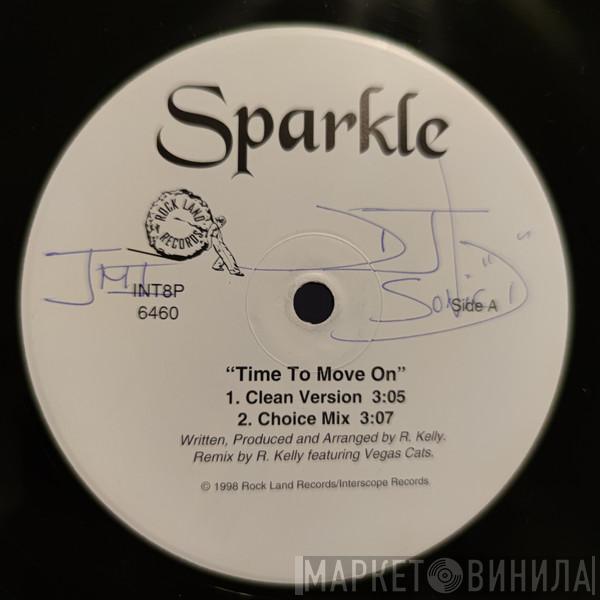 Sparkle
ROCK LAND
RECORDS
DJ
JMI
INT8P
6460
Side A
"Time To Move On"
1. Clean Version 3:05
2. Choice Mix 3:07
Written, Produced and Arranged by R. Kelly.
Remix by R. Kelly featuring Vegas Cats.
© 1998 Rock Land Records/Interscope Records
МАРКЕТ ВИНИЛА